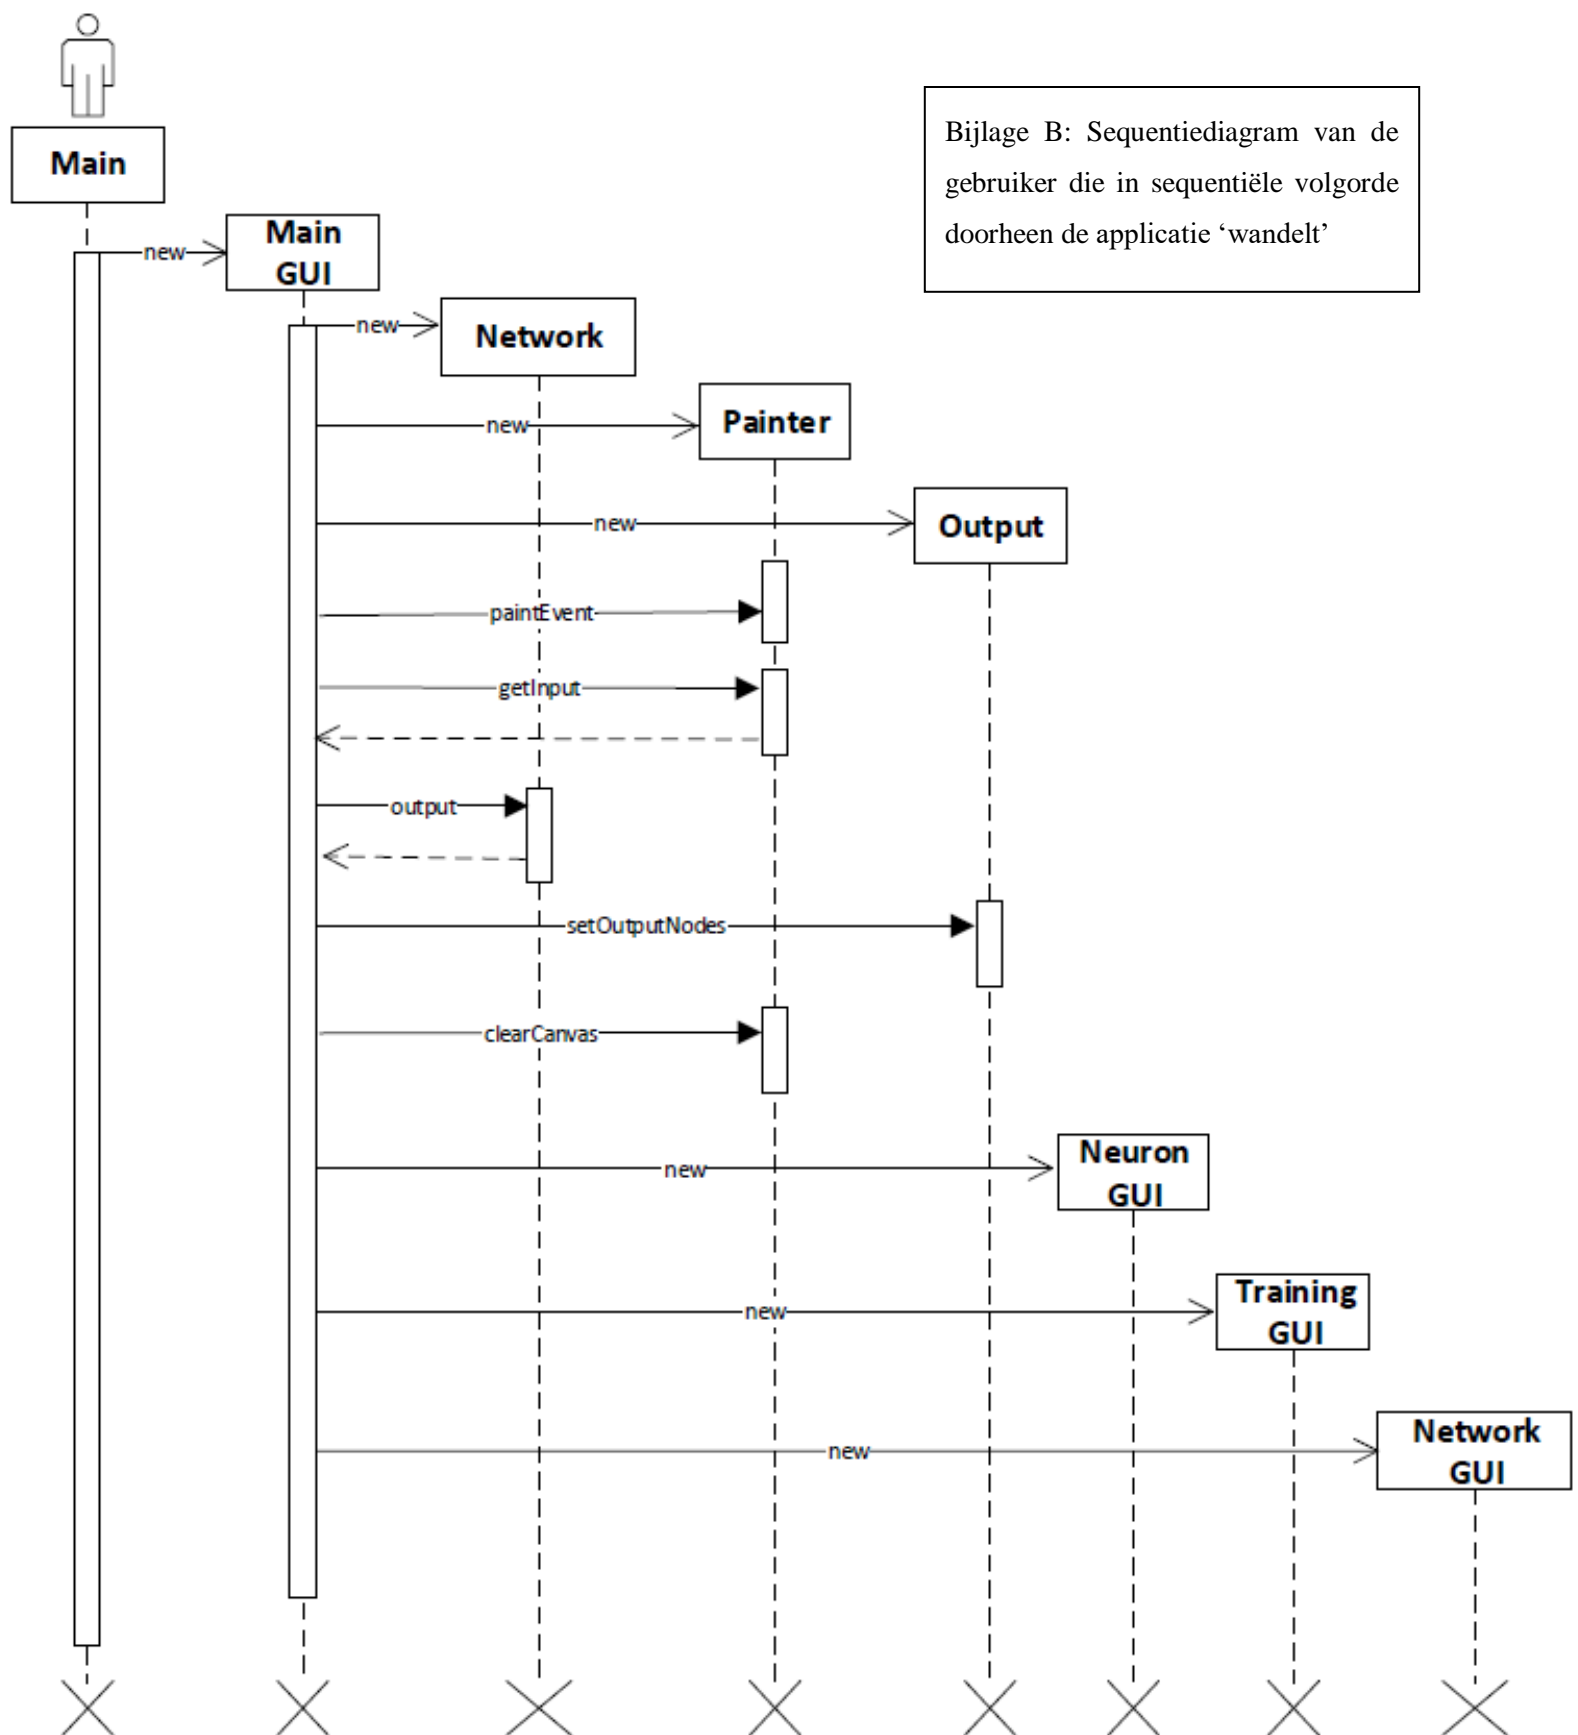 Main
Bijlage B: Sequentiediagram van de
gebruiker die in sequentiële volgorde
doorheen de applicatie ‘wandelt’
new
Main
GUI
new
Network
new
Painter
new
Output
paintEvent
getInput
output
setOutputNodes
clearCanvas
new
Neuron
GUI
new
Training
GUI
new
Network
GUI